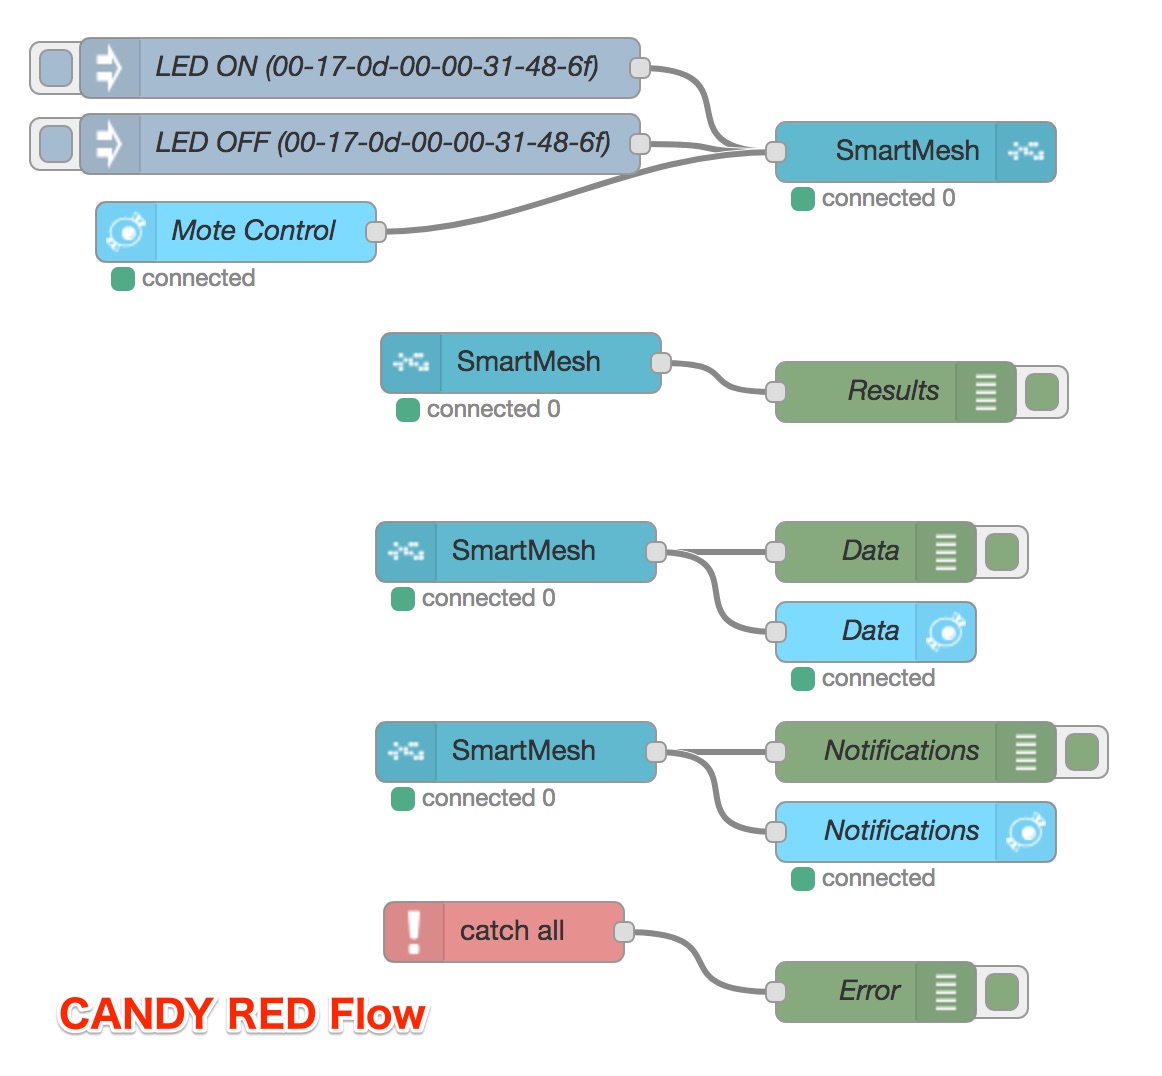 LED ON (00-17-0d-00-00-31-48-6f)
LED OFF (00-17-0d-00-00-31-48-6f)
SmartMesh
connected 0
Mote Control
connected
SmartMesh
connected 0
Results
SmartMesh
connected 0
Data
Data
connected
SmartMesh
connected 0
Notifications
Notifications
connected
catch all
Error
CANDY RED Flow